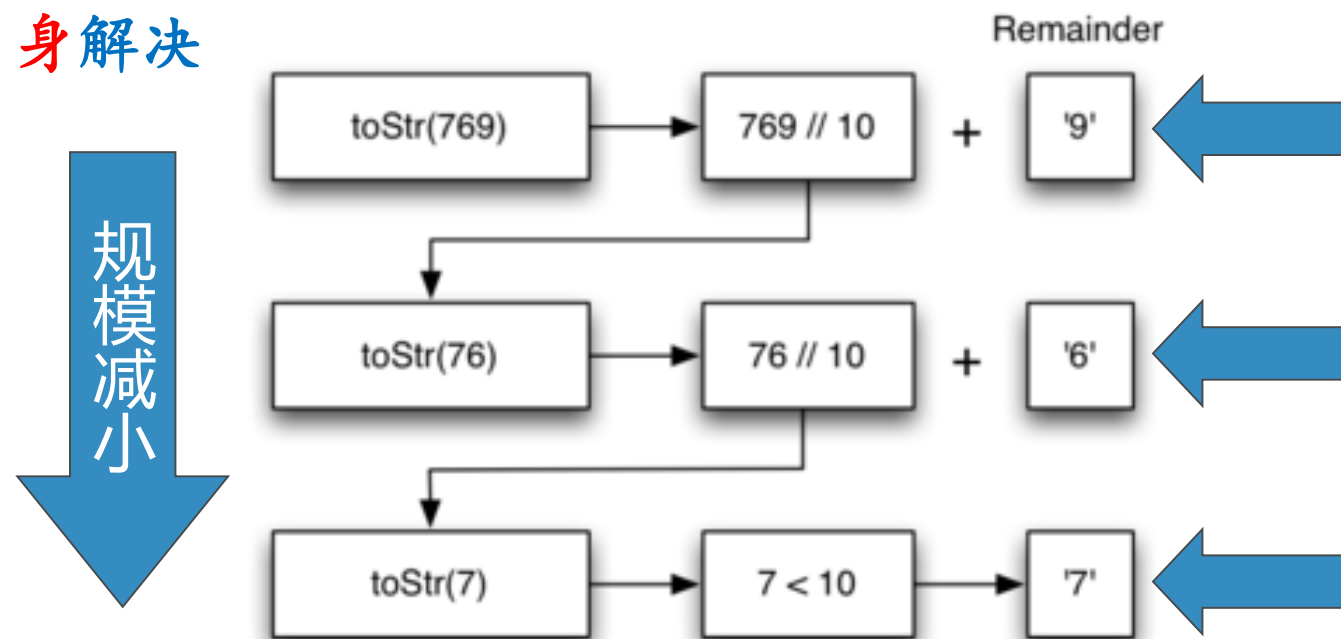 身解决
Remainder
toStr(769)
769 // 10
+
'9'
规模减小
toStr(76)
76 // 10
+
'6'
toStr(7)
7 < 10
'7'